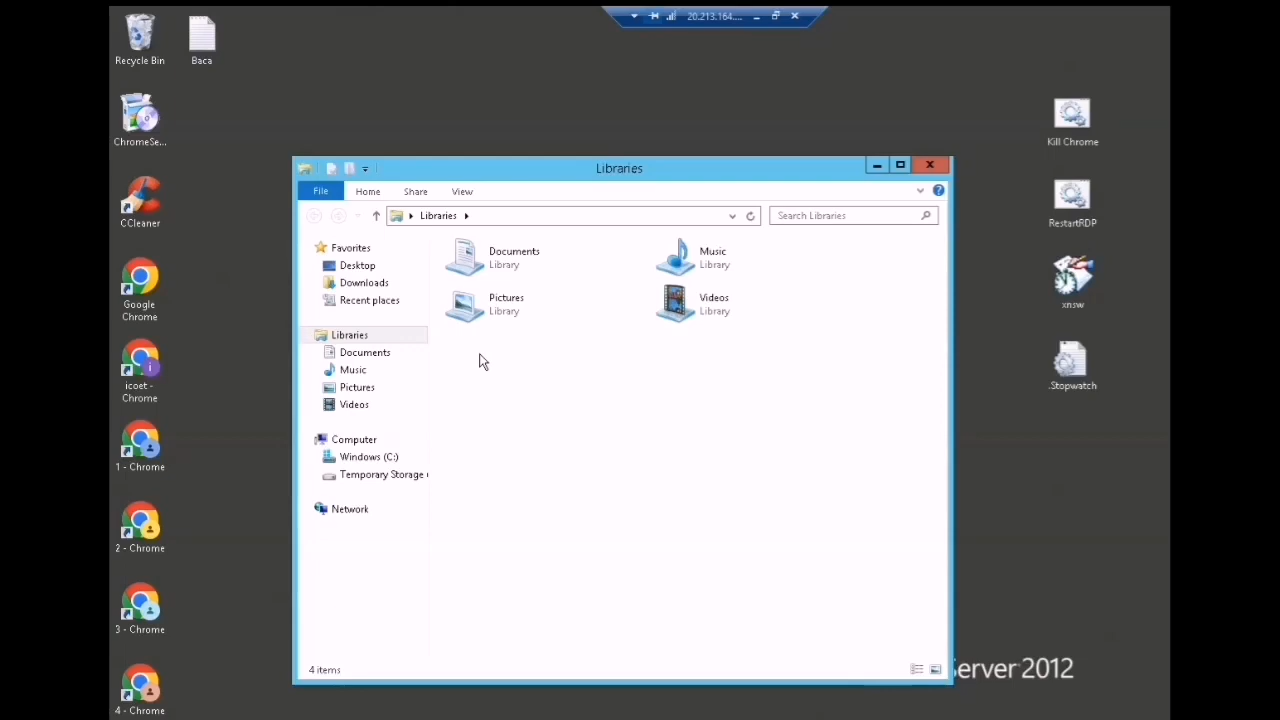 20.213.164....
Recycle Bin
Baca
ChromeSe...
CCleaner
Google
Chrome
icoet -
Chrome
1 - Chrome
2 - Chrome
3 - Chrome
4 - Chrome
Libraries
File
Home
Share
View
Libraries
Search Libraries
Favorites
Desktop
Downloads
Recent places
Libraries
Documents
Music
Pictures
Videos
Computer
Windows (C:)
Temporary Storage
Network
Documents
Library
Music
Library
Pictures
Library
Videos
Library
4 items
Kill Chrome
RestartRDP
xnsw
.Stopwatch
Server 2012